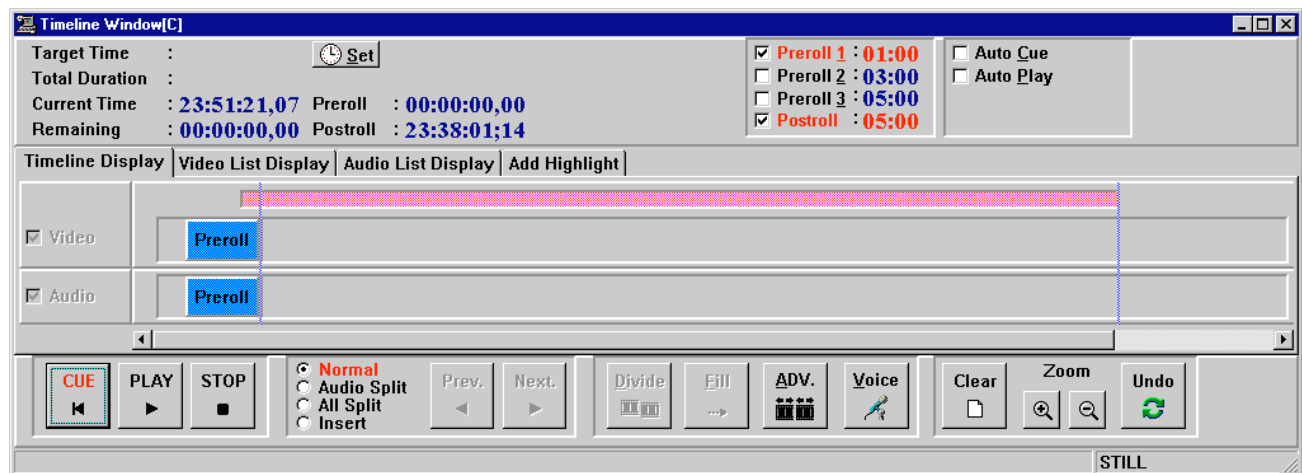 Timeline Window[C]
Target Time : Set
Total Duration :
Current Time : 23:51:21,07 Preroll : 00:00:00,00
Remaining : 00:00:00,00 Postroll : 23:38:01;14
Preroll 1 : 01:00
Preroll 2 : 03:00
Preroll 3 : 05:00
Postroll : 05:00
Auto Cue
Auto Play
Timeline Display Video List Display Audio List Display Add Highlight
Video Preroll
Audio Preroll
CUE PLAY STOP
Normal
Audio Split
All Split
Insert
Prev. Next.
Divide Fill ADV. Voice
Clear Zoom Undo
STILL